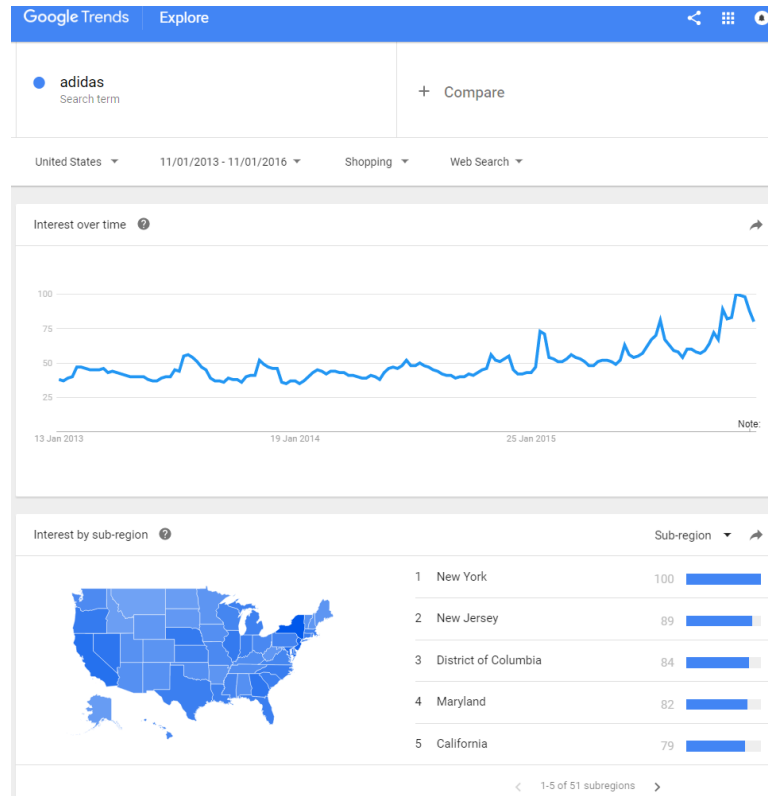 Google Trends Explore
adidas
Search term
+ Compare
United States 11/01/2013 - 11/01/2016 Shopping Web Search
Interest over time ?
100
75
50
25
Note:
13 Jan 2013 19 Jan 2014 25 Jan 2015
Interest by sub-region ? Sub-region
1 New York 100
2 New Jersey 89
3 District of Columbia 84
4 Maryland 82
5 California 79
1-5 of 51 subregions